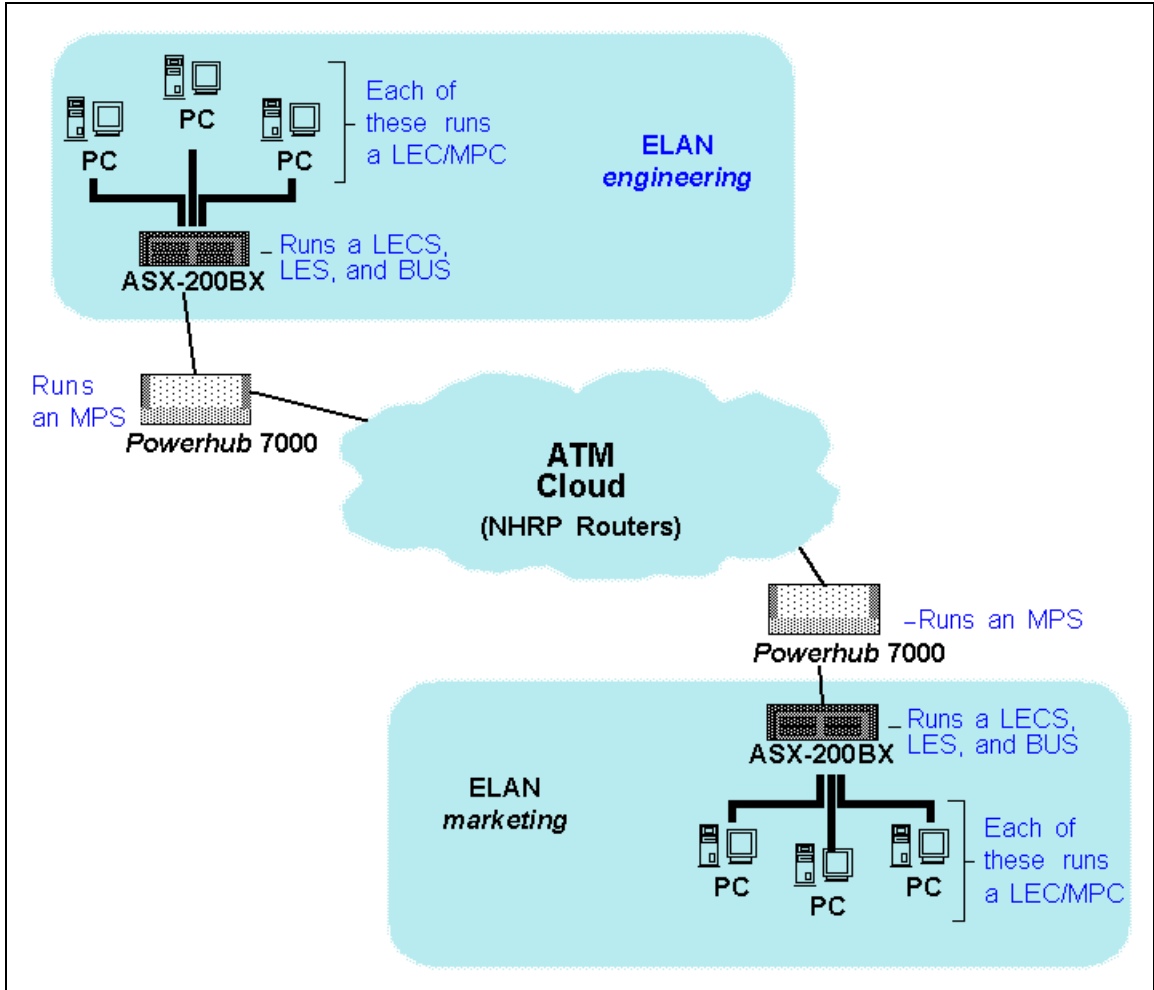 PC
PC
PC
Each of
these runs
a LEC/MPC
ELAN
engineering
Runs a LECS,
LES, and BUS
ASX-200BX
Runs
an MPS
Powerhub 7000
ATM
Cloud
(NHRP Routers)
Runs an MPS
Powerhub 7000
Runs a LECS,
LES, and BUS
ASX-200BX
ELAN
marketing
PC
PC
PC
Each of
these runs
a LEC/MPC